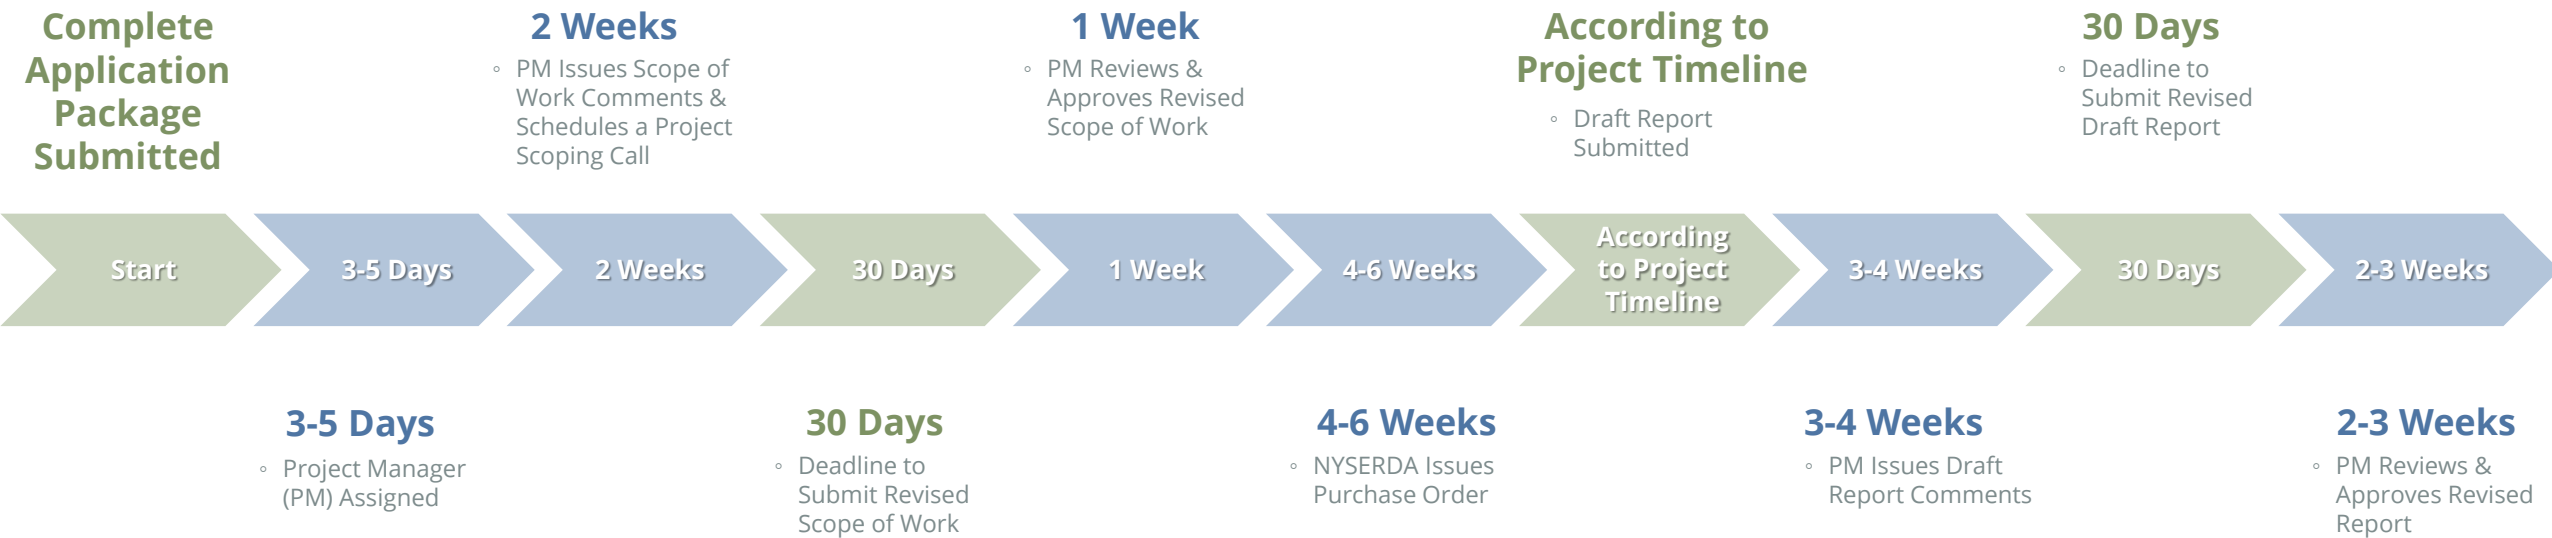 Complete
Application
Package
Submitted
2 Weeks
◦ PM Issues Scope of
Work Comments &
Schedules a Project
Scoping Call
1 Week
◦ PM Reviews &
Approves Revised
Scope of Work
According to
Project Timeline
◦ Draft Report
Submitted
30 Days
◦ Deadline to
Submit Revised
Draft Report
Start
3-5 Days
2 Weeks
30 Days
1 Week
4-6 Weeks
According
to Project
Timeline
3-4 Weeks
30 Days
2-3 Weeks
3-5 Days
◦ Project Manager
(PM) Assigned
30 Days
◦ Deadline to
Submit Revised
Scope of Work
4-6 Weeks
◦ NYSERDA Issues
Purchase Order
3-4 Weeks
◦ PM Issues Draft
Report Comments
2-3 Weeks
◦ PM Reviews &
Approves Revised
Report